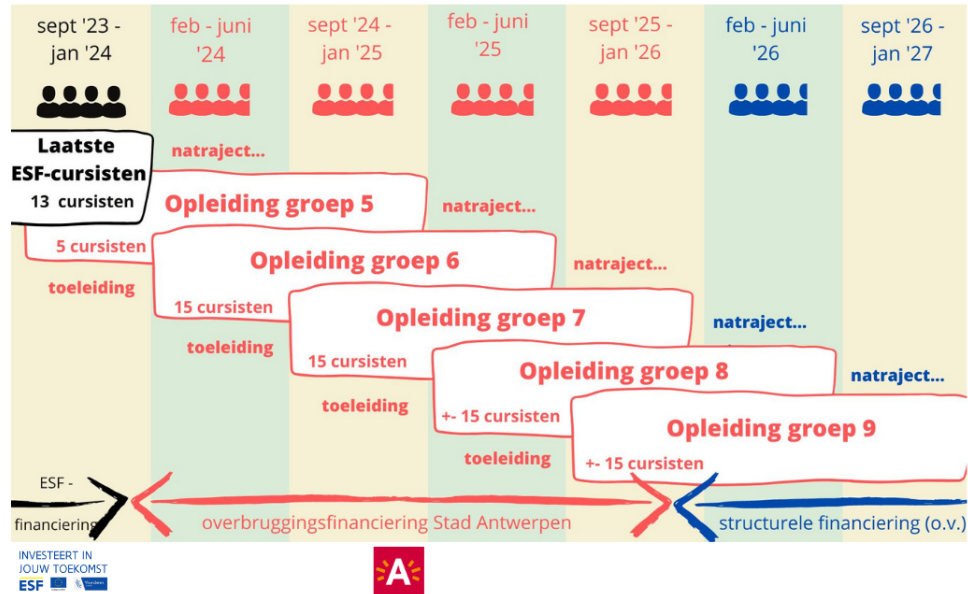 sept '23 -
jan '24
feb - juni
'24
sept '24 -
jan '25
feb - juni
'25
sept '25 -
jan '26
feb - juni
'26
sept '26 -
jan '27
Laatste
ESF-cursisten
13 cursisten
natraject...
Opleiding groep 5
5 cursisten
toeleiding
natraject...
Opleiding groep 6
15 cursisten
toeleiding
natraject...
Opleiding groep 7
15 cursisten
toeleiding
natraject...
Opleiding groep 8
+- 15 cursisten
toeleiding
natraject...
Opleiding groep 9
+- 15 cursisten
ESF -
financiering
overbruggingsfinanciering Stad Antwerpen
structurele financiering (o.v.)
INVESTEERT IN
JOUW TOEKOMST
ESF
A